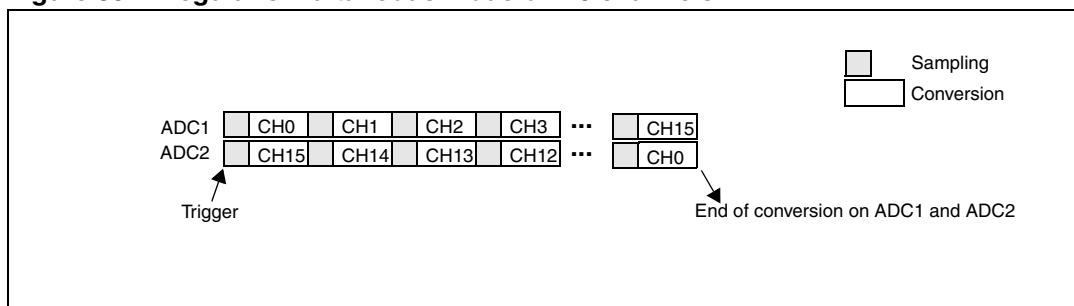 Sampling
Conversion
ADC1 CH0 CH1 CH2 CH3 ... CH15
ADC2 CH15 CH14 CH13 CH12 ... CH0
Trigger
End of conversion on ADC1 and ADC2